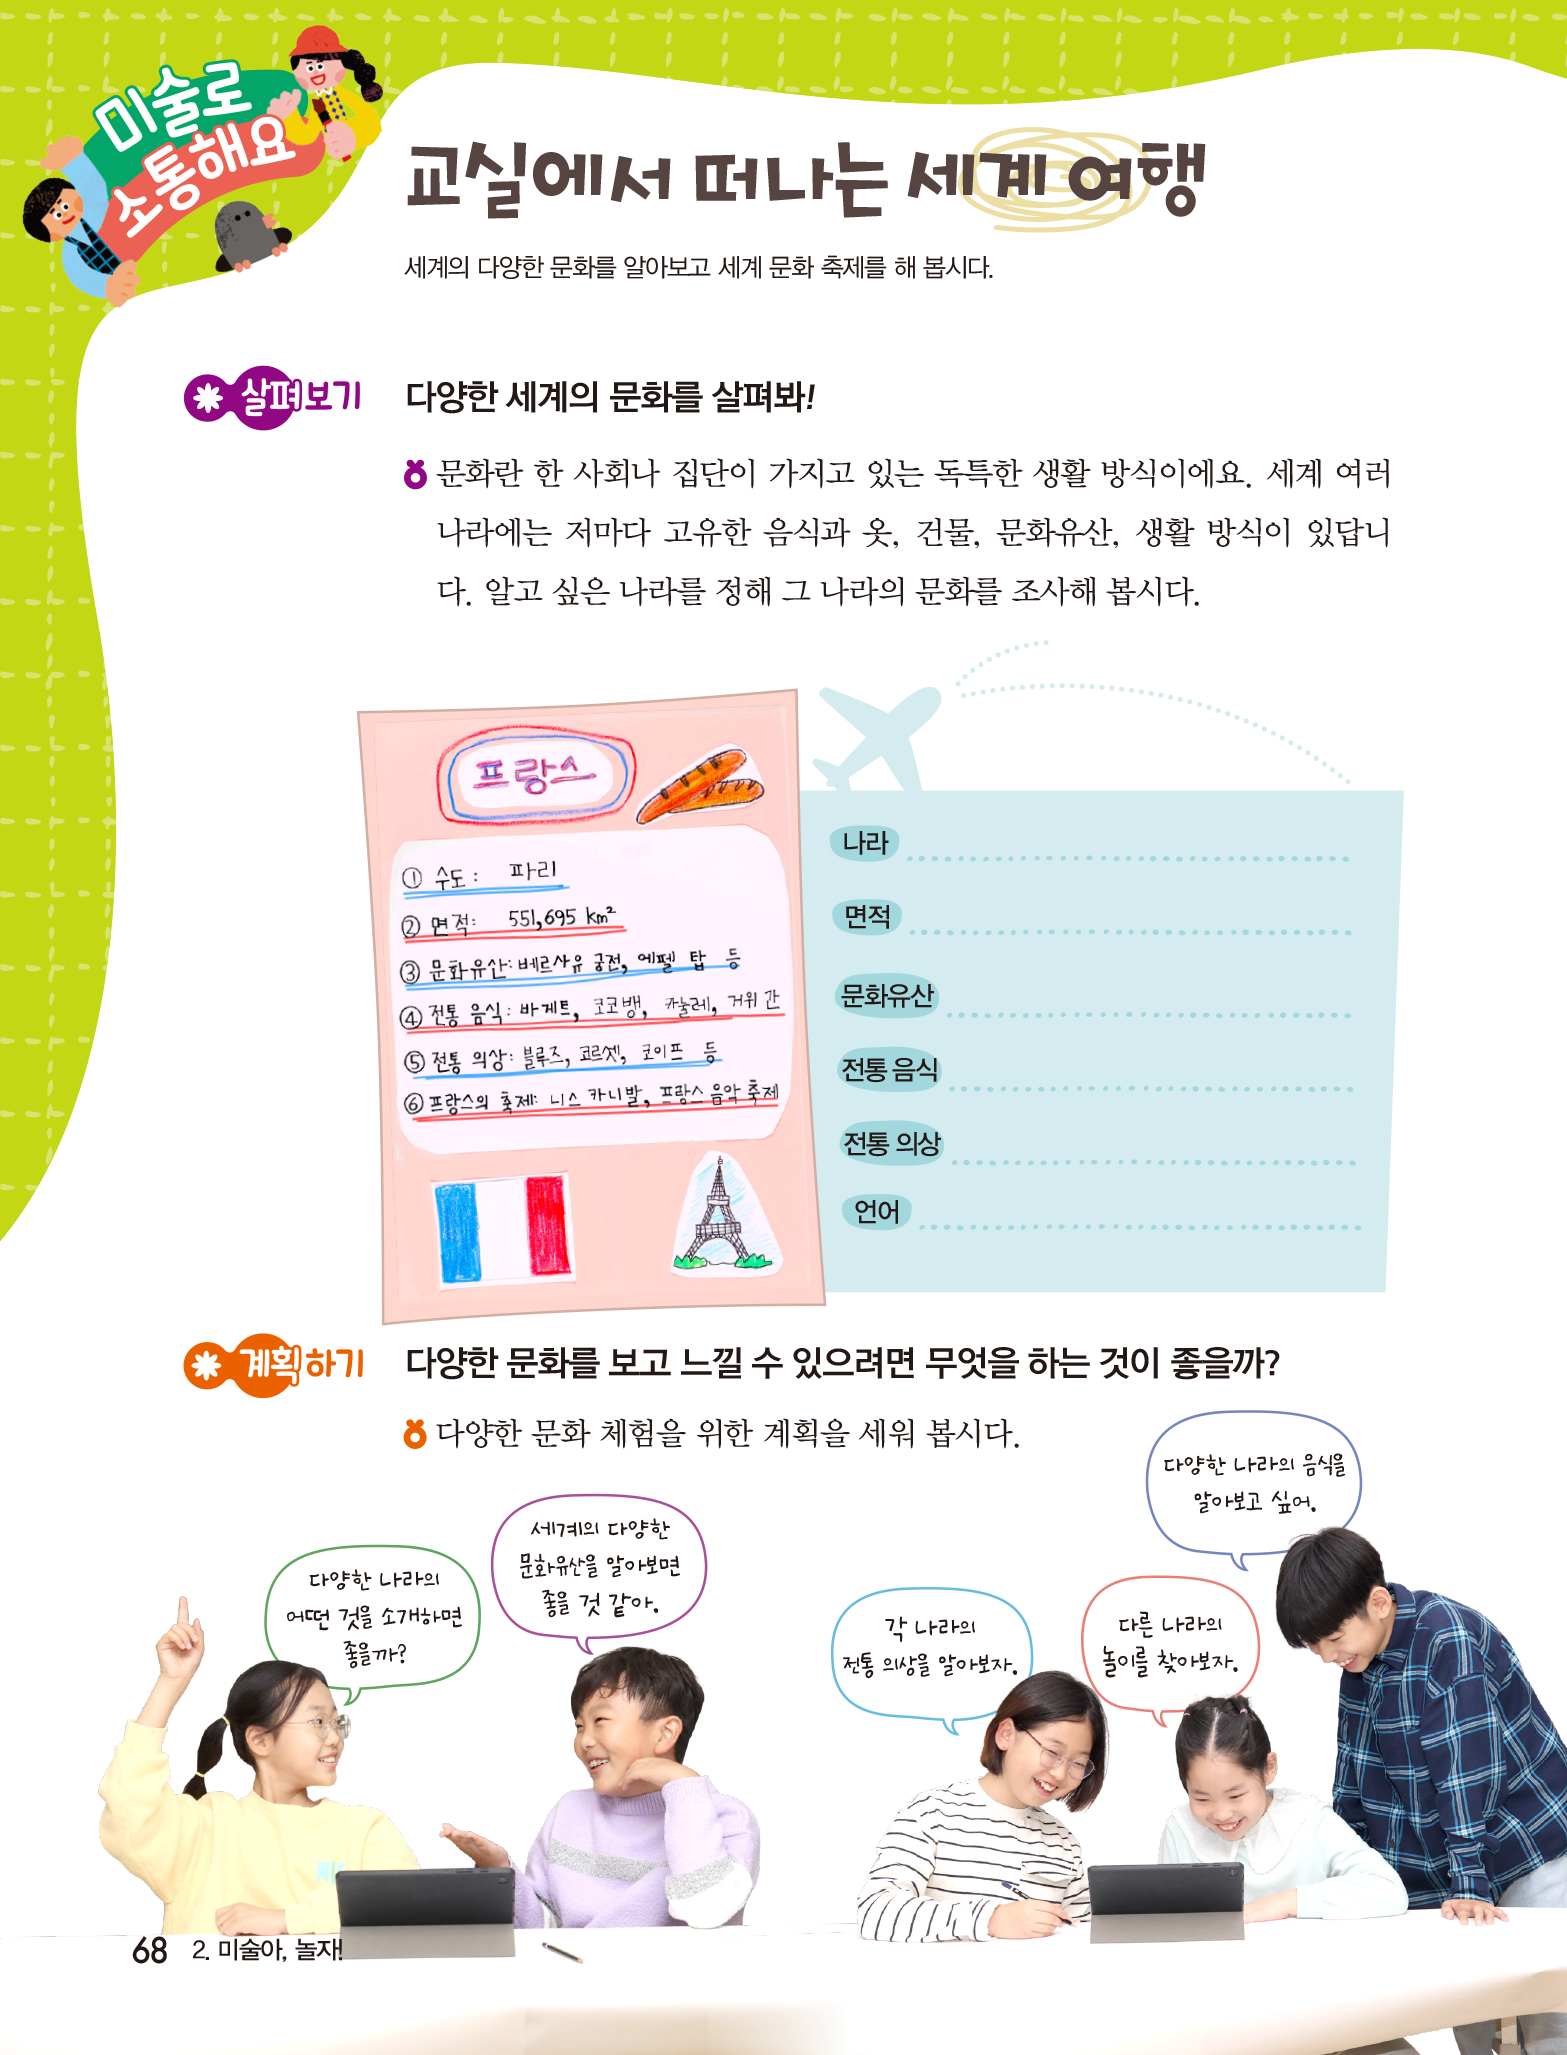 미술로
소통해요
교실에서 떠나는 세계 여행
세계의 다양한 문화를 알아보고 세계 문화 축제를 해 봅시다.
살펴보기
다양한 세계의 문화를 살펴봐!
문화란 한 사회나 집단이 가지고 있는 독특한 생활 방식이에요. 세계 여러
나라에는 저마다 고유한 음식과 옷, 건물, 문화유산, 생활 방식이 있답니
다. 알고 싶은 나라를 정해 그 나라의 문화를 조사해 봅시다.
프랑스
① 수도 : 파리
② 면적: 551,695 km²
③ 문화유산: 베르사유 궁전, 에펠 탑 등
④ 전통 음식: 바게트, 코코뱅, 카눌레, 거위 간
⑤ 전통 의상: 블루즈, 코르셋, 코이프 등
⑥ 프랑스의 축제: 니스 카니발, 프랑스 음악 축제
나라
면적
문화유산
전통 음식
전통 의상
언어
계획하기
다양한 문화를 보고 느낄 수 있으려면 무엇을 하는 것이 좋을까?
다양한 문화 체험을 위한 계획을 세워 봅시다.
다양한 나라의
어떤 것을 소개하면
좋을까?
세계의 다양한
문화유산을 알아보면
좋을 것 같아.
각 나라의
전통 의상을 알아보자.
다른 나라의
놀이를 찾아보자.
다양한 나라의 음식을
알아보고 싶어.
68 2. 미술아, 놀자!